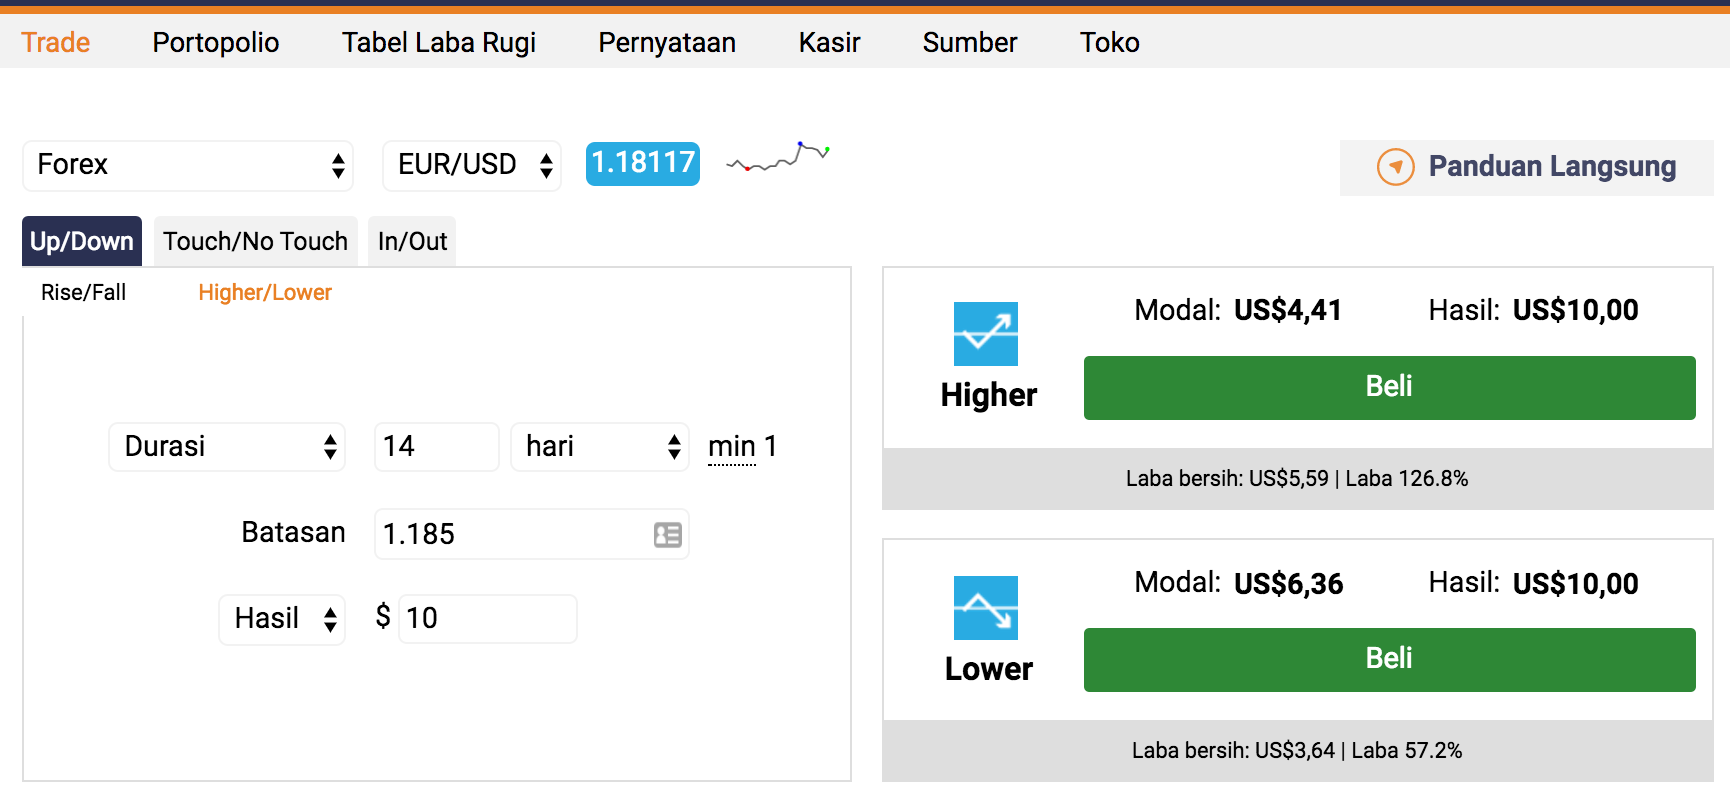 Trade Portopolio Tabel Laba Rugi Pernyataan Kasir Sumber Toko
Forex EUR/USD 1.18117 Panduan Langsung
Up/Down Touch/No Touch In/Out
Rise/Fall Higher/Lower
Durasi 14 hari min 1
Batasan 1.185
Hasil $ 10
Modal: US$4,41 Hasil: US$10,00
Higher
Beli
Laba bersih: US$5,59 | Laba 126.8%
Modal: US$6,36 Hasil: US$10,00
Lower
Beli
Laba bersih: US$3,64 | Laba 57.2%